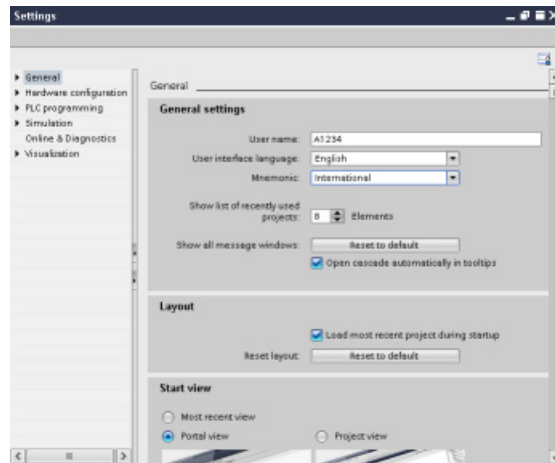 Settings
General
Hardware configuration
PLC programming
Simulation
Online & Diagnostics
Visualization
General
General settings
User name: A1234
User interface language: English
Mnemonic: International
Show list of recently used
projects: 8 Elements
Show all message windows: Reset to default
Open cascade automatically in tooltips
Layout
Load most recent project during startup
Reset layout: Reset to default
Start view
Most recent view
Portal view Project view